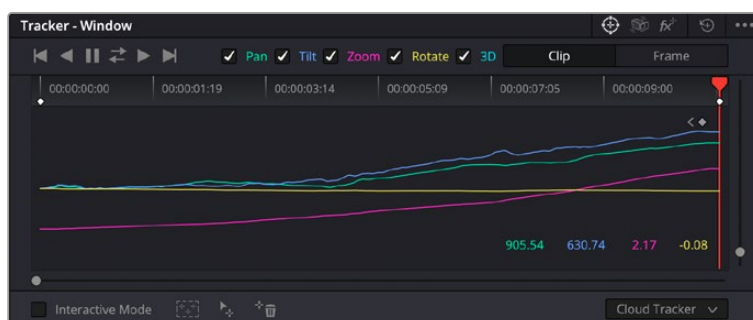 Tracker - Window
Pan Tilt Zoom Rotate 3D Clip Frame
00:00:00:00 00:00:01:19 00:00:03:14 00:00:05:09 00:00:07:05 00:00:09:00
905.54 630.74 2.17 -0.08
Interactive Mode Cloud Tracker